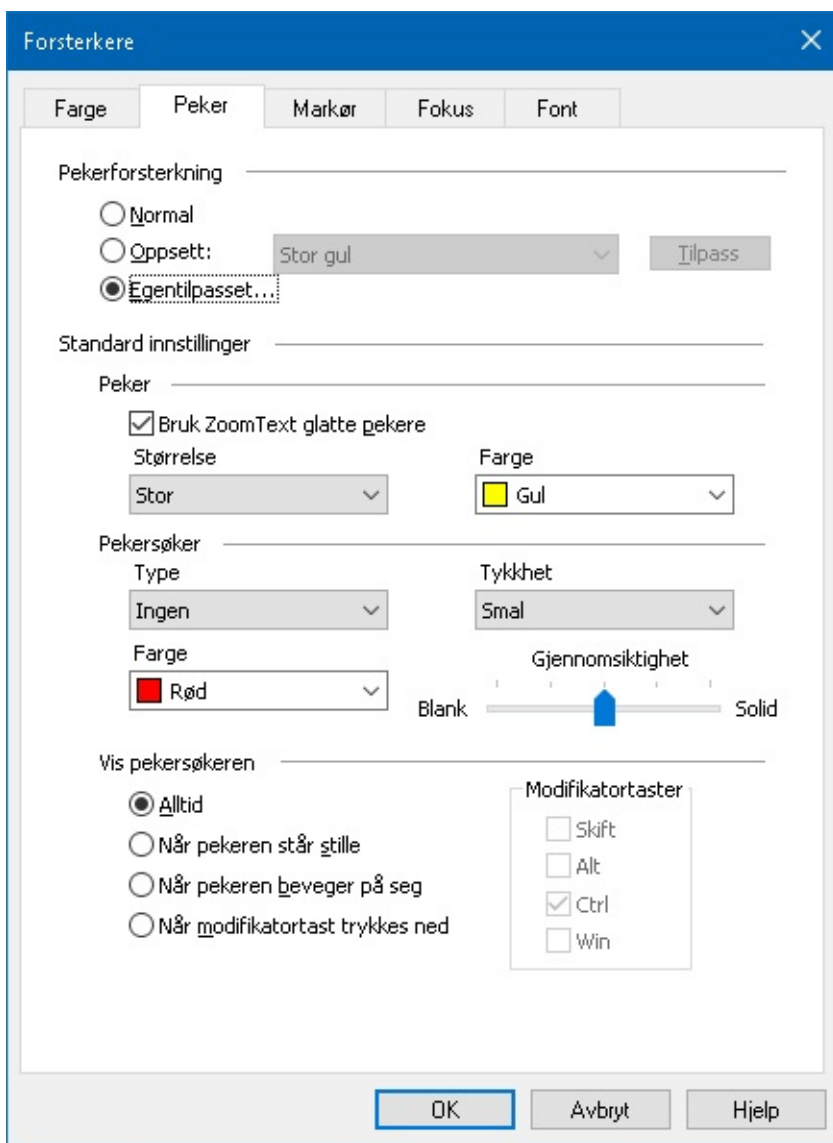 Forsterkere
Farge Peker Markør Fokus Font
Pekerforsterkning
Normal
Oppsett: Stor gul Tilpass
Egentilpasset...
Standard innstillinger
Peker
Bruk ZoomText glatte pekere
Størrelse Farge
Stor Gul
Pekersøker
Type Tykkhet
Ingen Smal
Farge Gjennomsiktighet
Rød Blank Solid
Vis pekersøkeren
Modifikatortaster
Alltid
Skift
Når pekeren står stille
Alt
Når pekeren beveger på seg
Ctrl
Når modifikatortast trykkes ned
Win
OK Avbryt Hjelp